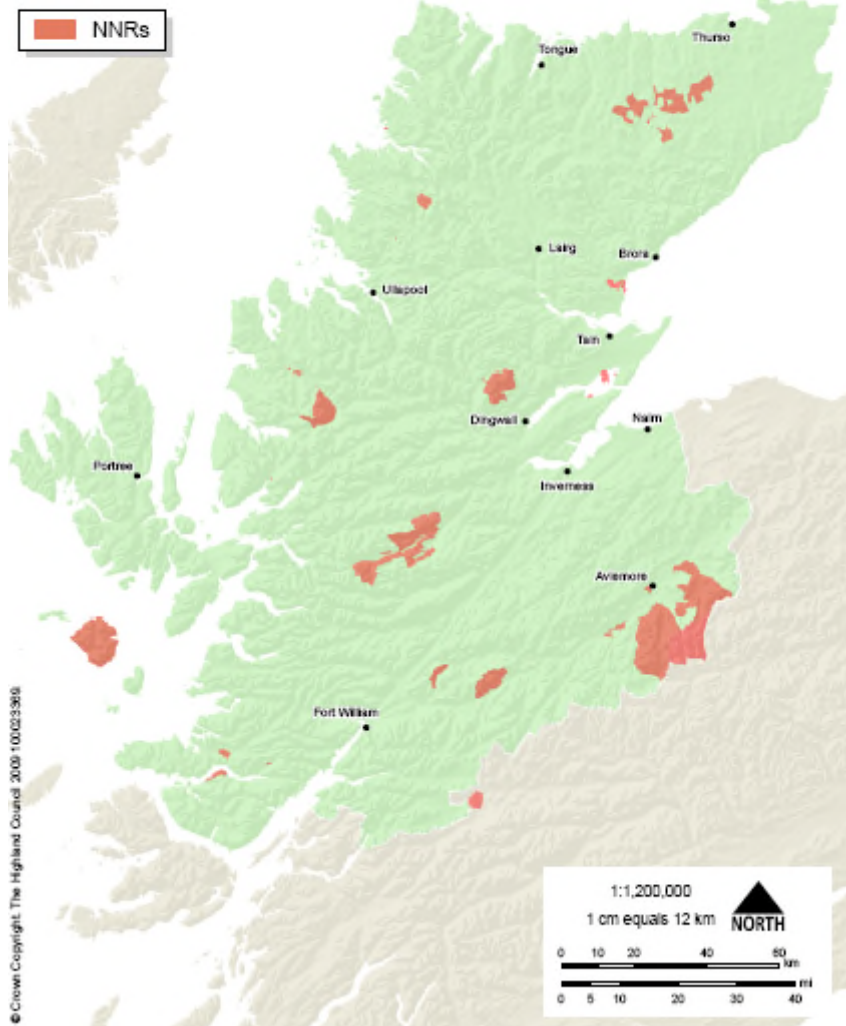 NNRs
Thurso
Tongue
Lairg
Brora
Ullapool
Tain
Dingwall
Nairn
Portree
Inverness
Aviemore
Fort William
© Crown Copyright. The Highland Council 2009 100023369.
1:1,200,000
1 cm equals 12 km
NORTH
0 10 20 40 60
km
mi
0 5 10 20 30 40